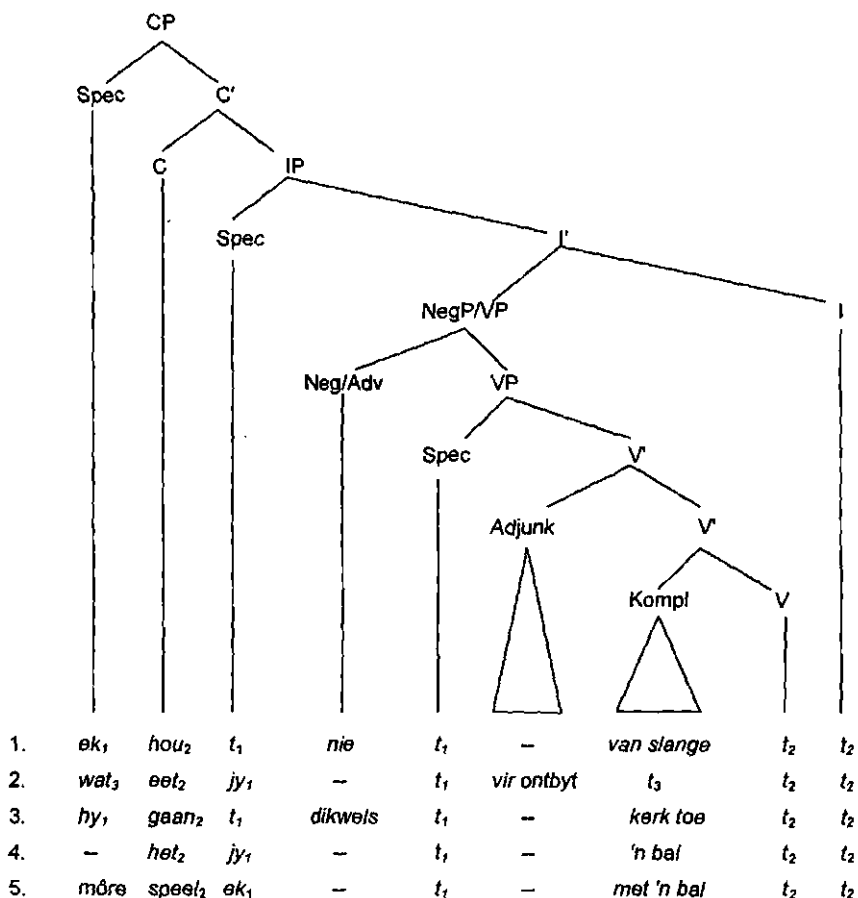 CP
Spec C'
C IP
Spec I'
NegP/VP I
Neg/Adv VP
Spec V'
Adjunk V'
Kompl V
1. ek₁ hou₂ t₁ nie t₁ – van slange t₂ t₂
2. wat₃ eet₂ jy₁ – t₁ vir ontbyt t₃ t₂ t₂
3. hy₁ gaan₂ t₁ dikwels t₁ – kerk toe t₂ t₂
4. – het₂ jy₁ – t₁ – 'n bal t₂ t₂
5. môre speel₂ ek₁ – t₁ – met 'n bal t₂ t₂